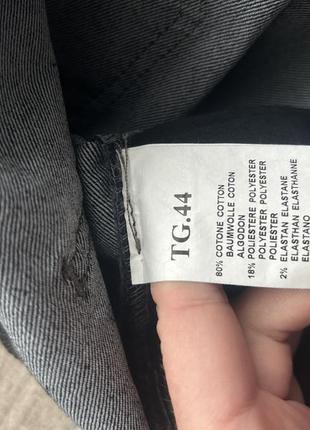 TG.44
80% COTONE COTTON
BAUMWOLLE COTON
ALGODON
18% POLIESTERE POLYESTER
POLYESTER POLYESTER
POLIESTER
2% ELASTAN ELASTANE
ELASTHAN ELASTHANNE
ELASTANO